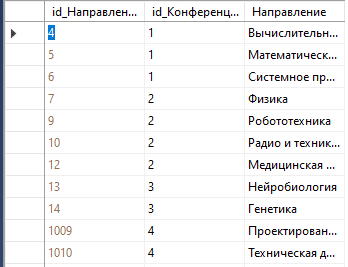 id_Направлен... id_Конференц... Направление
4 1 Вычислительн...
5 1 Математическ...
6 1 Системное пр...
7 2 Физика
9 2 Робототехника
10 2 Радио и техник...
12 2 Медицинская ...
13 3 Нейробиология
14 3 Генетика
1009 4 Проектирован...
1010 4 Техническая д...